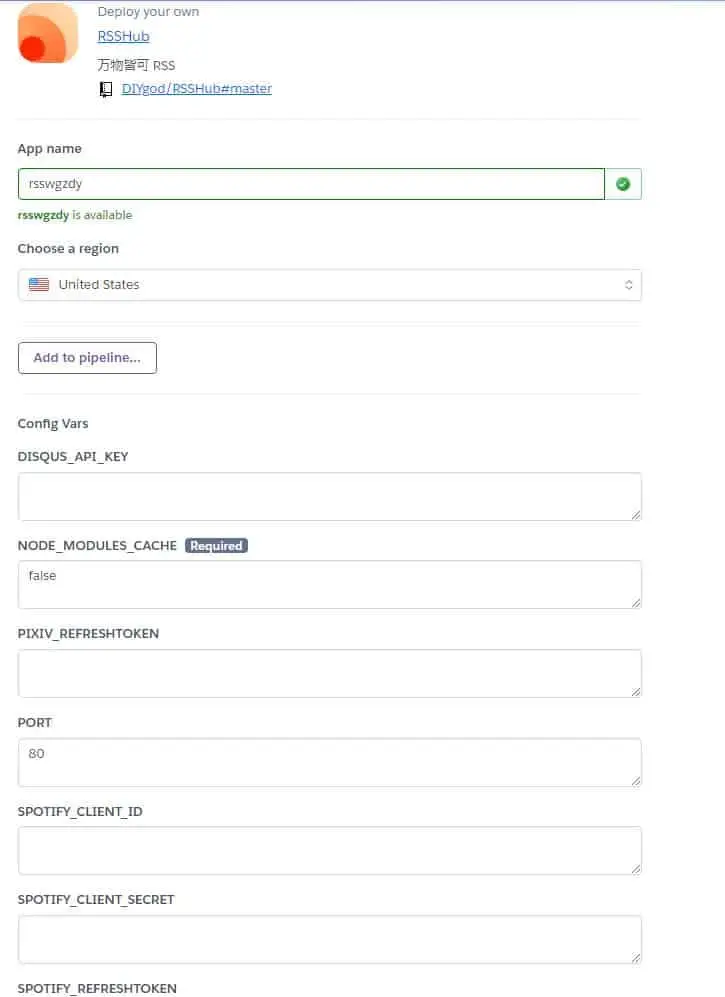 Deploy your own
RSSHub
万物皆可 RSS
DIYgod/RSSHub#master
App name
rsswgzdy
rsswgzdy is available
Choose a region
United States
Add to pipeline...
Config Vars
DISQUS_API_KEY
NODE_MODULES_CACHE Required
false
PIXIV_REFRESHTOKEN
PORT
80
SPOTIFY_CLIENT_ID
SPOTIFY_CLIENT_SECRET
SPOTIFY_REFRESHTOKEN